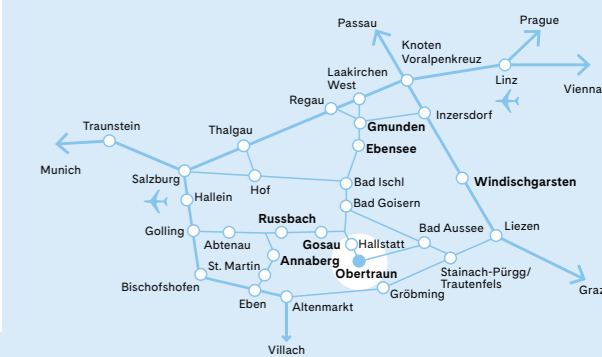 Prague
Passau
Knoten
Voralpenkreuz
Laakirchen
West
Linz
Vienna
Regau
Inzersdorf
Gmunden
Traunstein
Thalgau
Ebensee
Munich
Salzburg
Hof
Bad Ischl
Windischgarsten
Hallein
Bad Goisern
Russbach
Golling
Abtenau
Gosau
Hallstatt
Bad Aussee
Liezen
St. Martin
Annaberg
Obertraun
Stainach-Pürgg/
Trautenfels
Bischofshofen
Eben
Altenmarkt
Gröbming
Graz
Villach